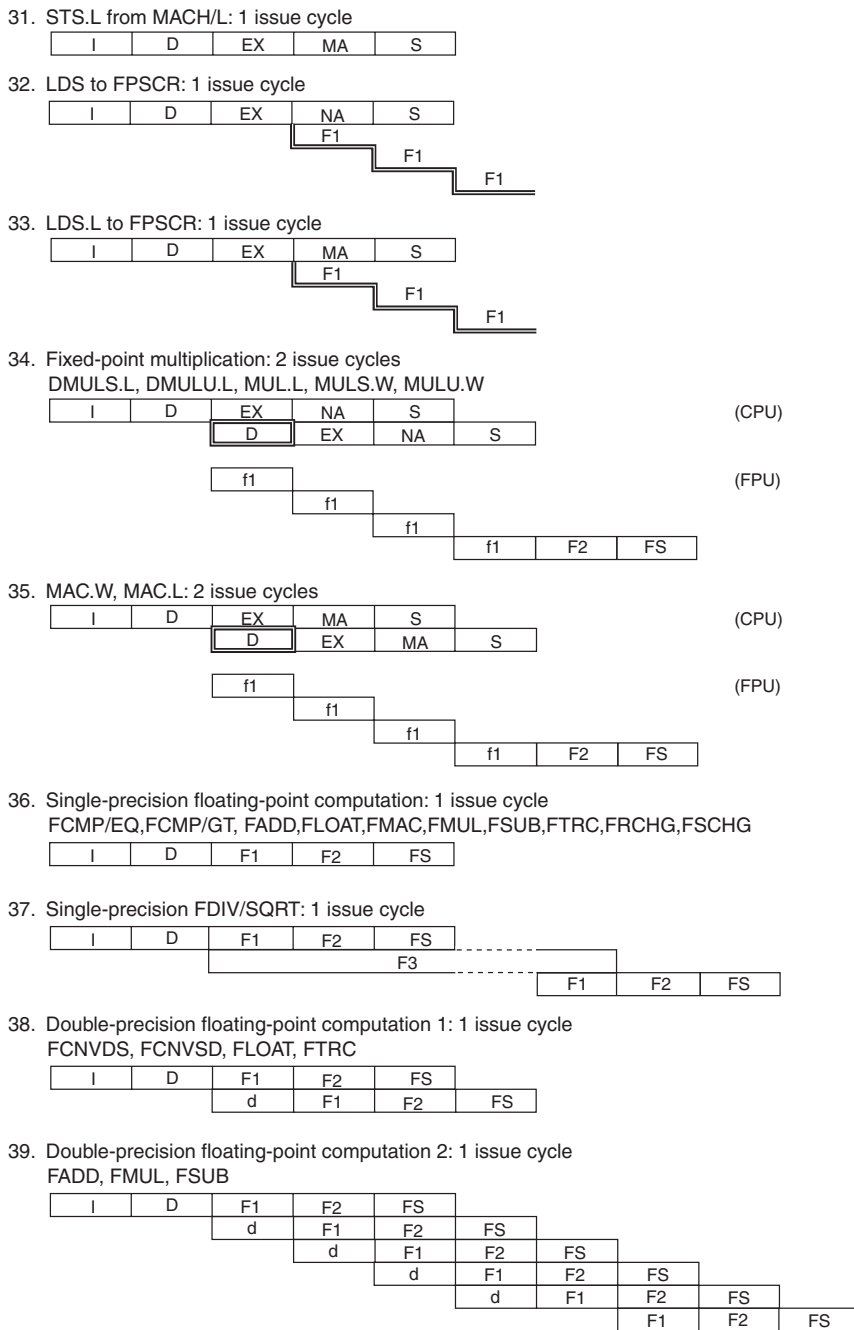 31. STS.L from MACH/L: 1 issue cycle
I D EX MA S
32. LDS to FPSCR: 1 issue cycle
I D EX NA S
F1
F1
F1
33. LDS.L to FPSCR: 1 issue cycle
I D EX MA S
F1
F1
F1
34. Fixed-point multiplication: 2 issue cycles
DMULS.L, DMULU.L, MUL.L, MULS.W, MULU.W
I D EX NA S (CPU)
D EX NA S
f1 (FPU)
f1
f1
f1 F2 FS
35. MAC.W, MAC.L: 2 issue cycles
I D EX MA S (CPU)
D EX MA S
f1 (FPU)
f1
f1
f1 F2 FS
36. Single-precision floating-point computation: 1 issue cycle
FCMP/EQ,FCMP/GT, FADD,FLOAT,FMAC,FMUL,FSUB,FTRC,FRCHG,FSCHG
I D F1 F2 FS
37. Single-precision FDIV/SQRT: 1 issue cycle
I D F1 F2 FS
F3
F1 F2 FS
38. Double-precision floating-point computation 1: 1 issue cycle
FCNVDS, FCNVSD, FLOAT, FTRC
I D F1 F2 FS
d F1 F2 FS
39. Double-precision floating-point computation 2: 1 issue cycle
FADD, FMUL, FSUB
I D F1 F2 FS
d F1 F2 FS
d F1 F2 FS
d F1 F2 FS
d F1 F2 FS
F1 F2 FS